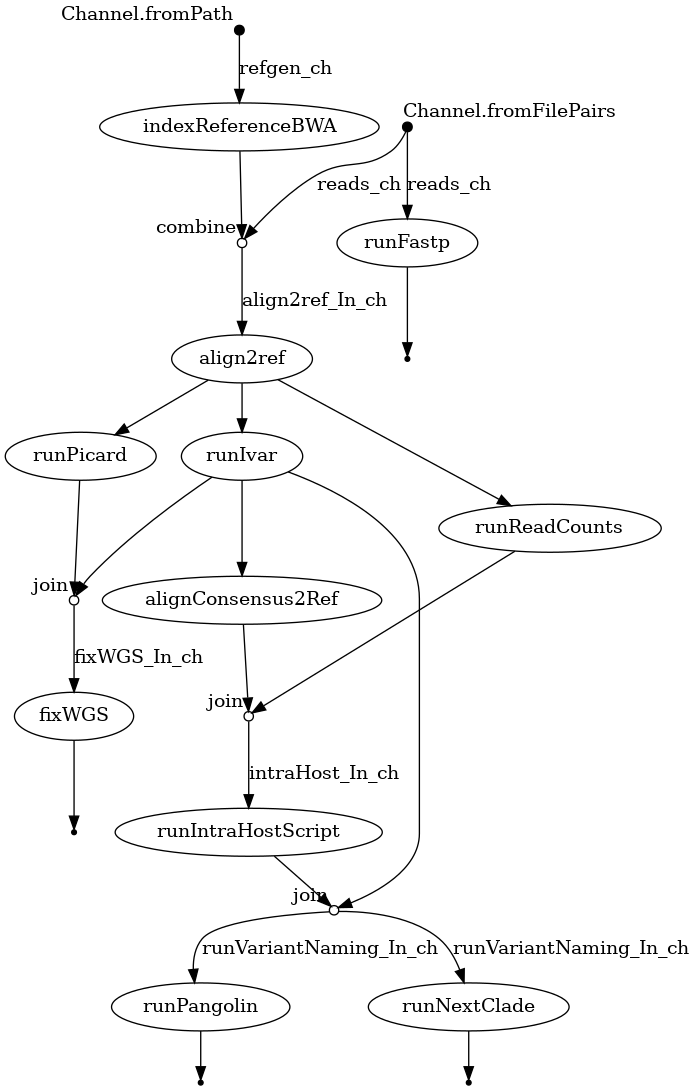 Channel.fromPath
refgen_ch
Channel.fromFilePairs
indexReferenceBWA
reads_ch
reads_ch
combine
runFastp
align2ref_In_ch
align2ref
runPicard
runIvar
runReadCounts
join
alignConsensus2Ref
fixWGS_In_ch
join
fixWGS
intraHost_In_ch
runIntraHostScript
join
runVariantNaming_In_ch
runVariantNaming_In_ch
runPangolin
runNextClade